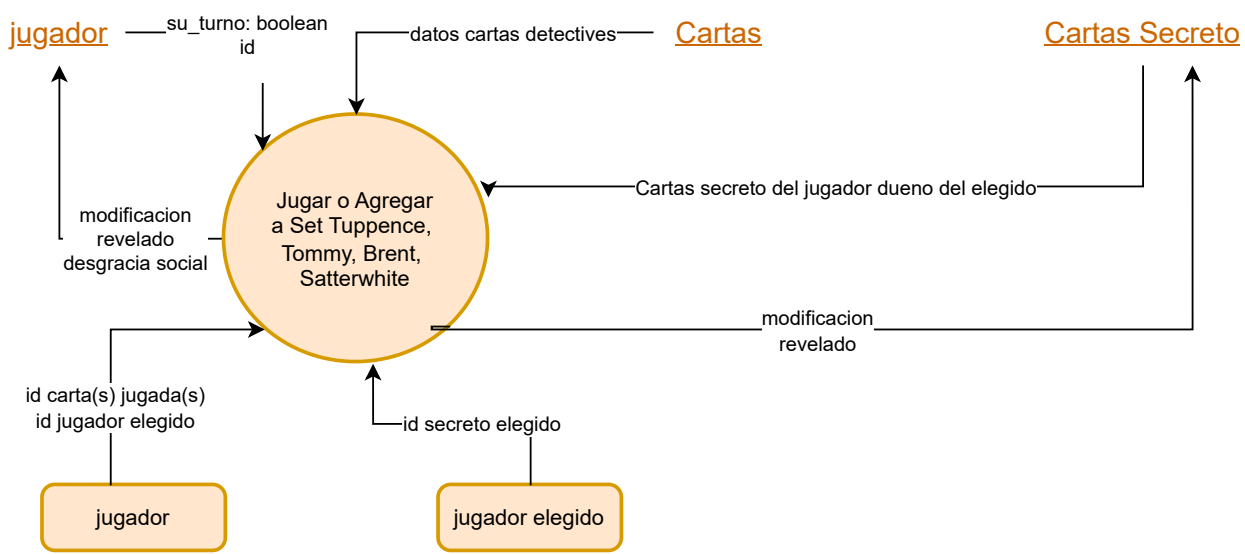 jugador
su_turno: boolean
id
datos cartas detectives
Cartas
Cartas Secreto
Jugar o Agregar
a Set Tuppence,
Tommy, Brent,
Satterwhite
Cartas secreto del jugador dueno del elegido
modificacion
revelado
desgracia social
modificacion
revelado
id carta(s) jugada(s)
id jugador elegido
id secreto elegido
jugador
jugador elegido